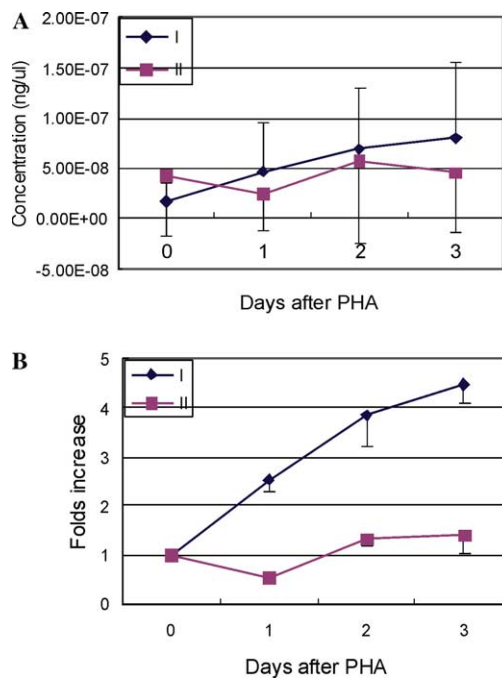 A
2.00E-07
1.50E-07
1.00E-07
5.00E-08
0.00E+00
-5.00E-08
Concentration (ng/ul)
I
II
0 1 2 3
Days after PHA
B
5
4
3
2
1
0
Folds increase
I
II
0 1 2 3
Days after PHA